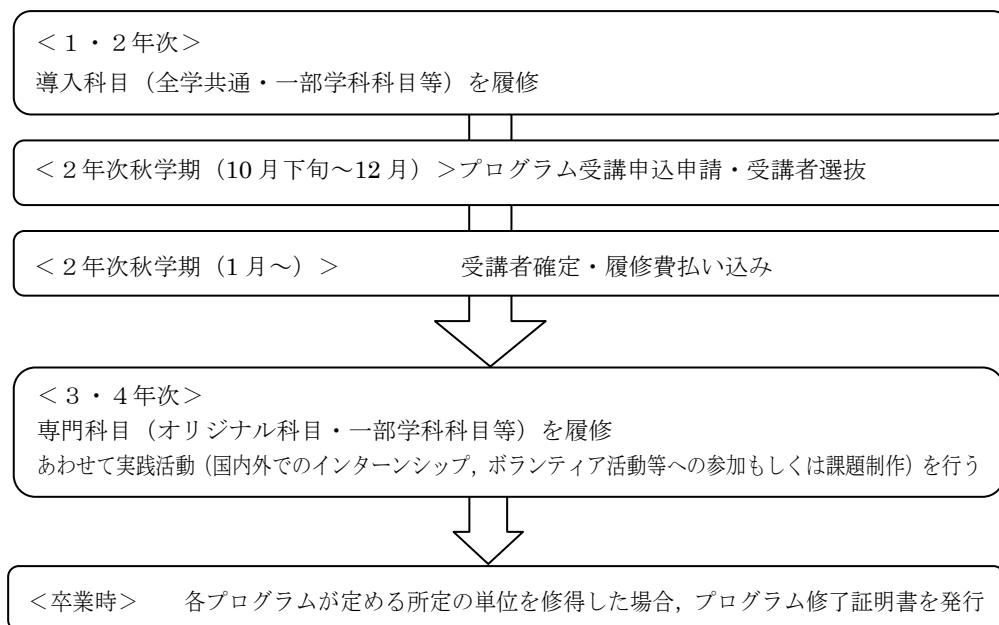 ＜１・２年次＞
導入科目（全学共通・一部学科科目等）を履修
＜２年次秋学期（10月下旬～12月）＞プログラム受講申込申請・受講者選抜
＜２年次秋学期（1月～）＞　受講者確定・履修費払い込み
＜３・４年次＞
専門科目（オリジナル科目・一部学科科目等）を履修
あわせて実践活動（国内外でのインターンシップ，ボランティア活動等への参加もしくは課題制作）を行う
＜卒業時＞　各プログラムが定める所定の単位を修得した場合，プログラム修了証明書を発行